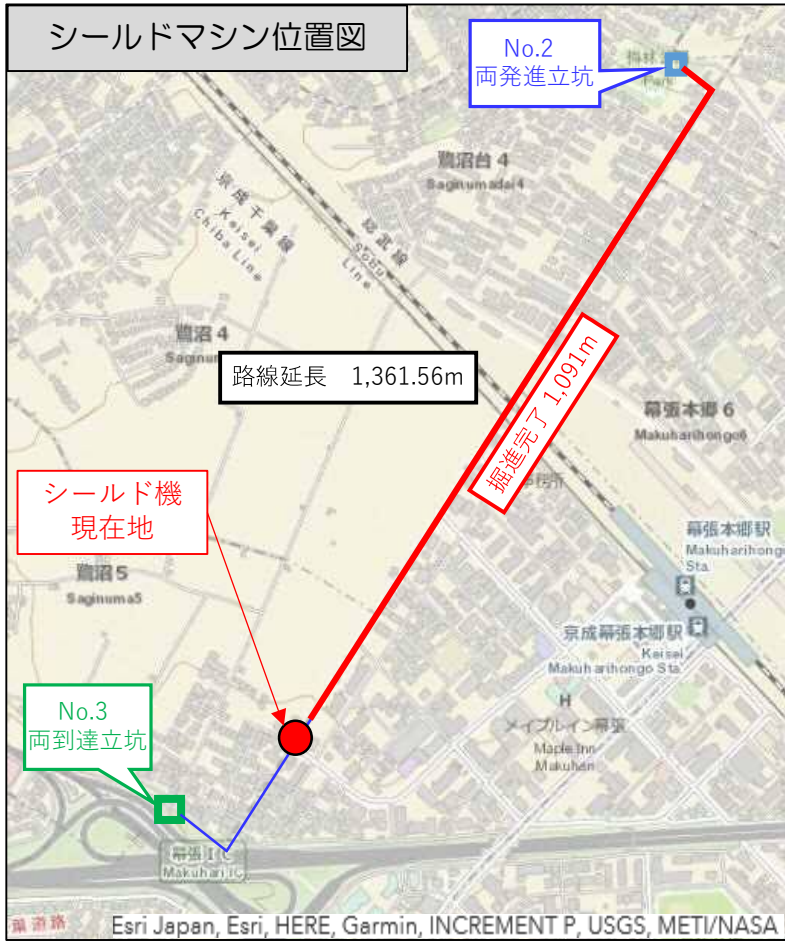 シールドマシン位置図
No.2
両発進立坑
Park
鷺沼台 4
Saginumadai4
京成千葉線
Keisei
Chiba Line
総武線
Sobu
Line
鷺沼 4
路線延長 1,361.56m
掘進完了 1,091m
幕張本郷 6
Makuharihongo6
シールド機
現在地
幕張本郷駅
Makuharihongo
Sta.
鷺沼 5
Saginuma5
京成幕張本郷駅
Keisei
Makuharihongo Sta.
No.3
両到達立坑
H
メイプルイン幕張
Maple Inn
Makuhari
幕張 I C
Makuhari IC
Esri Japan, Esri, HERE, Garmin, INCREMENT P, USGS, METI/NASA